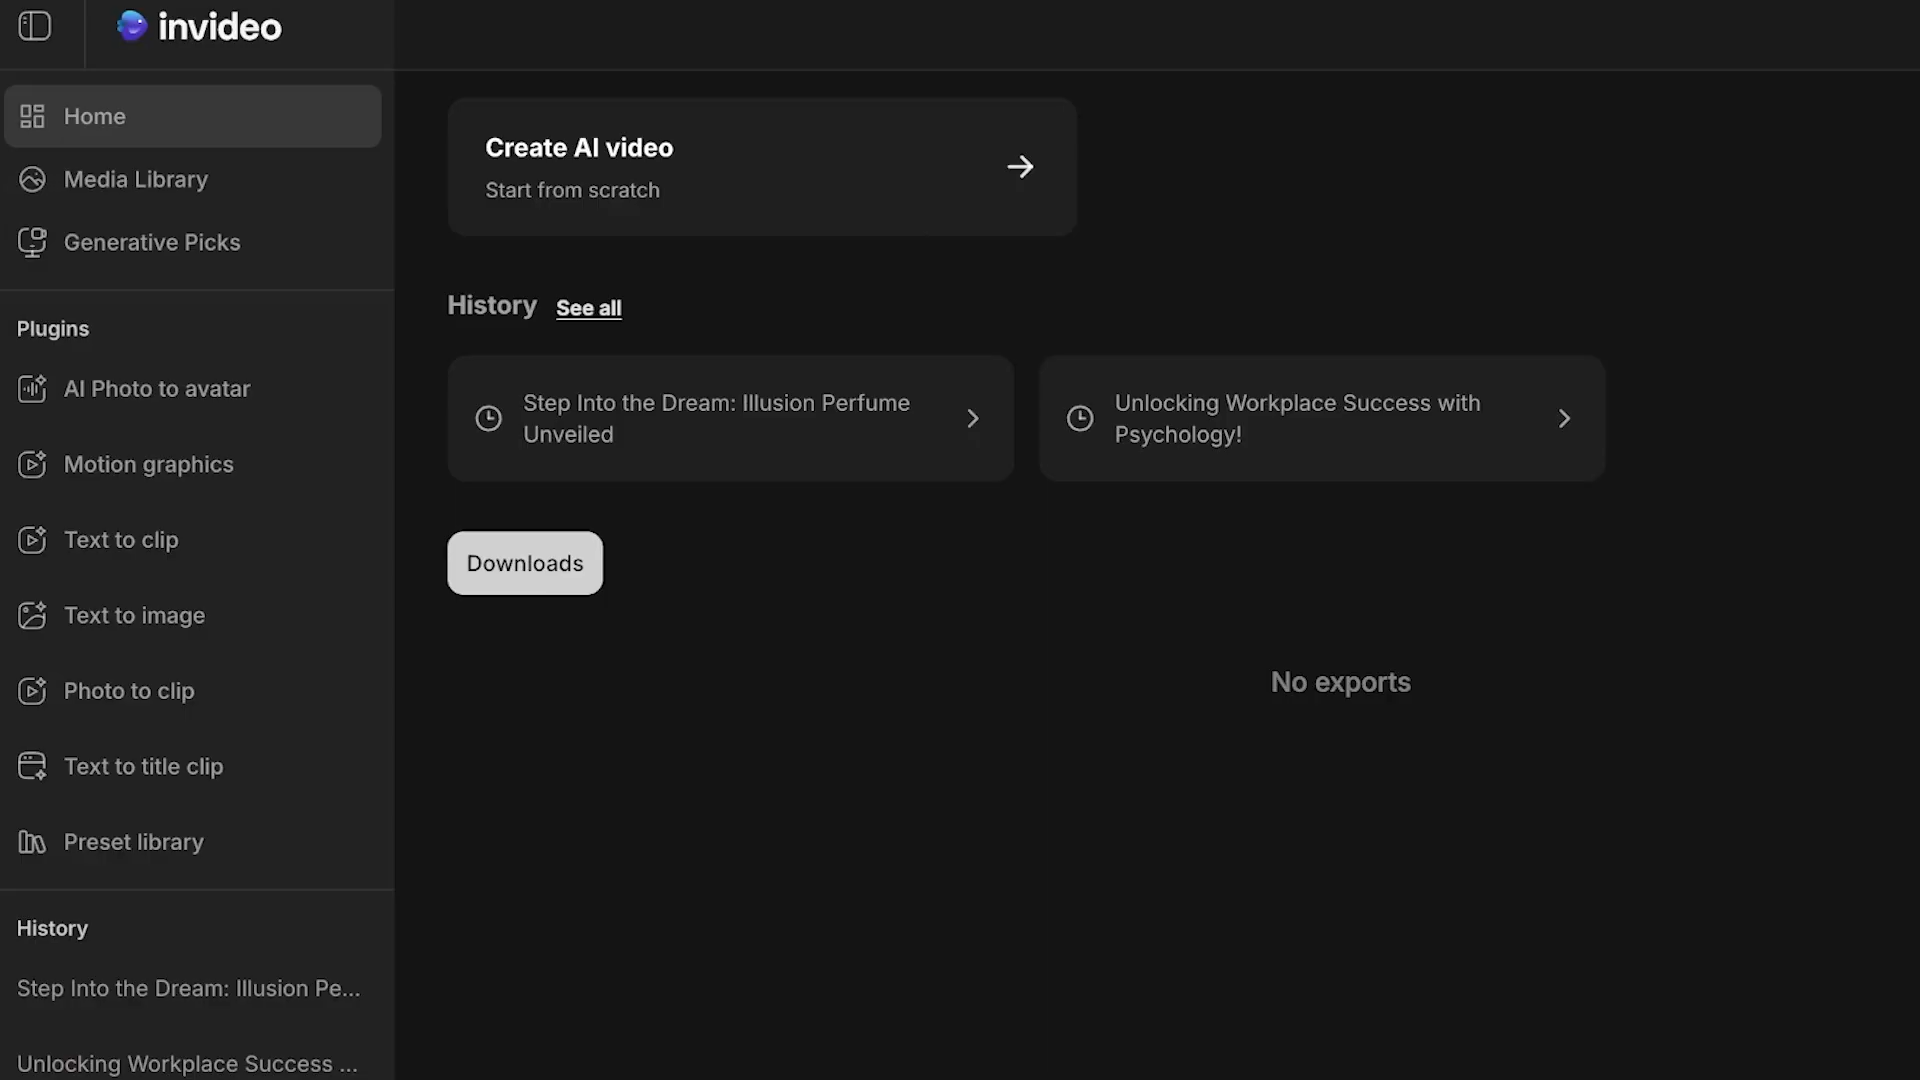 invideo
Home
Media Library
Generative Picks
Plugins
AI Photo to avatar
Motion graphics
Text to clip
Text to image
Photo to clip
Text to title clip
Preset library
History
Step Into the Dream: Illusion Pe...
Unlocking Workplace Success ...
Create AI video
Start from scratch
History See all
Step Into the Dream: Illusion Perfume
Unveiled
Unlocking Workplace Success with
Psychology!
Downloads
No exports